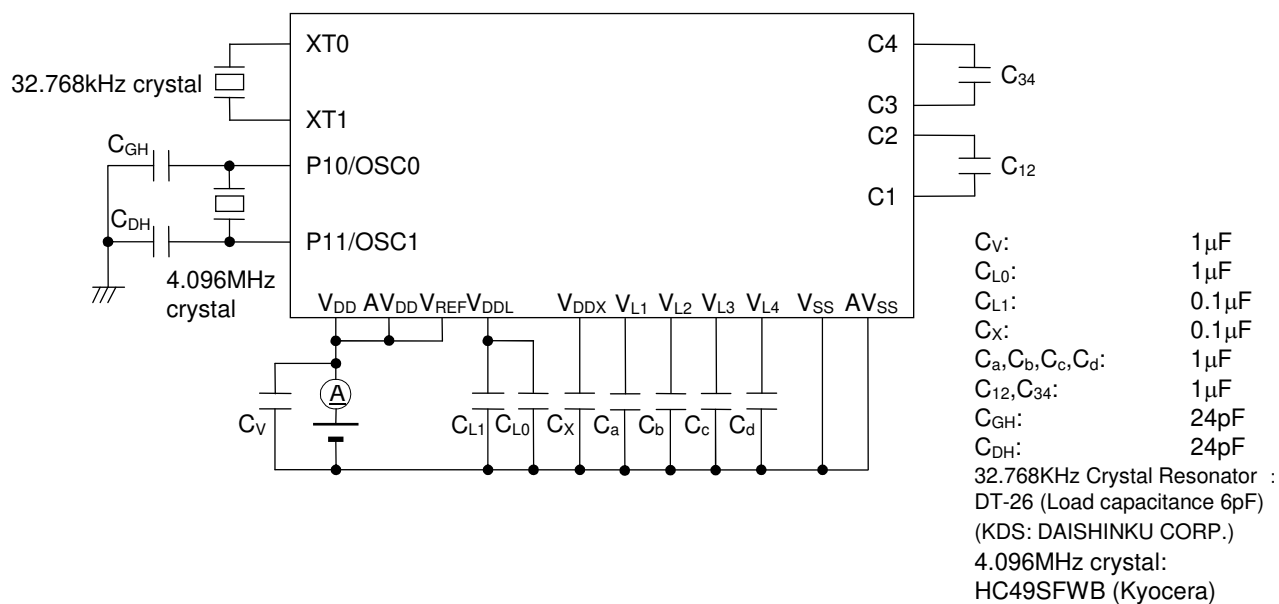 XT0
C4
32.768kHz crystal
C34
XT1
C3
C2
CGH
P10/OSC0
C12
C1
CDH
P11/OSC1
4.096MHz
crystal
VDD AVDD VREF VDDL VDDX VL1 VL2 VL3 VL4 VSS AVSS
A
CV CL1 CL0 CX Ca Cb Cc Cd
CV: 1µF
CL0: 1µF
CL1: 0.1µF
CX: 0.1µF
Ca,Cb,Cc,Cd: 1µF
C12,C34: 1µF
CGH: 24pF
CDH: 24pF
32.768KHz Crystal Resonator :
DT-26 (Load capacitance 6pF)
(KDS: DAISHINKU CORP.)
4.096MHz crystal:
HC49SFWB (Kyocera)